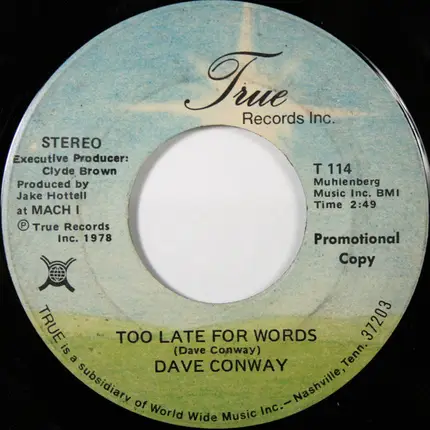 True
Records Inc.
STEREO
Executive Producer:
Clyde Brown
Produced by
Jake Hottell
at MACH I
Ⓟ True Records
Inc. 1978
T 114
Muhlenberg
Music Inc. BMI
Time 2:49
Promotional
Copy
TOO LATE FOR WORDS
(Dave Conway)
DAVE CONWAY
TRUE is a subsidiary of World Wide Music Inc.—Nashville, Tenn. 37203